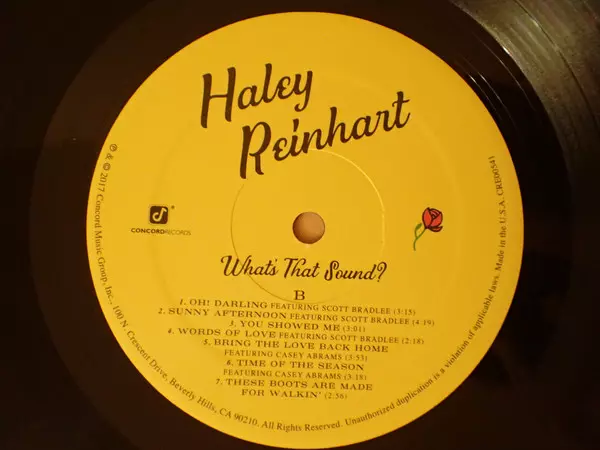 Haley
Reinhart
CONCORDRECORDS
What's That Sound?
B
1. OH! DARLING FEATURING SCOTT BRADLEE (3:15)
2. SUNNY AFTERNOON FEATURING SCOTT BRADLEE (4:19)
3. YOU SHOWED ME (3:01)
4. WORDS OF LOVE FEATURING SCOTT BRADLEE (2:18)
5. BRING THE LOVE BACK HOME
FEATURING CASEY ABRAMS (3:53)
6. TIME OF THE SEASON
FEATURING CASEY ABRAMS (3:18)
7. THESE BOOTS ARE MADE
FOR WALKIN' (2:56)
℗ & © 2017 Concord Music Group, Inc., 100 N. Crescent Drive, Beverly Hills, CA 90210. All Rights Reserved. Unauthorized duplication is a violation of applicable laws. Made in the U.S.A. CRE00541